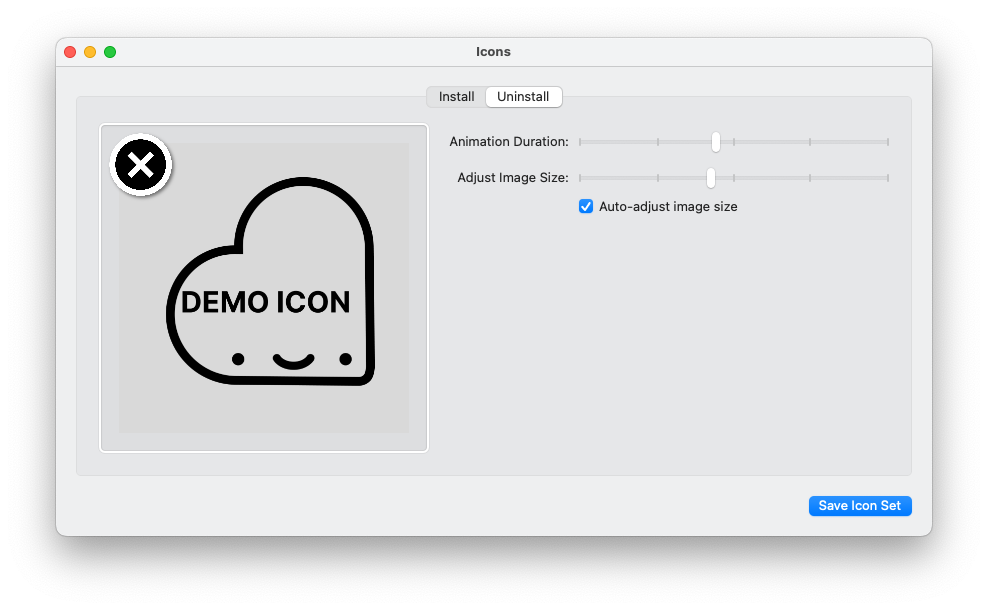 Icons
Install Uninstall
Animation Duration:
Adjust Image Size:
Auto-adjust image size
DEMO ICON
Save Icon Set